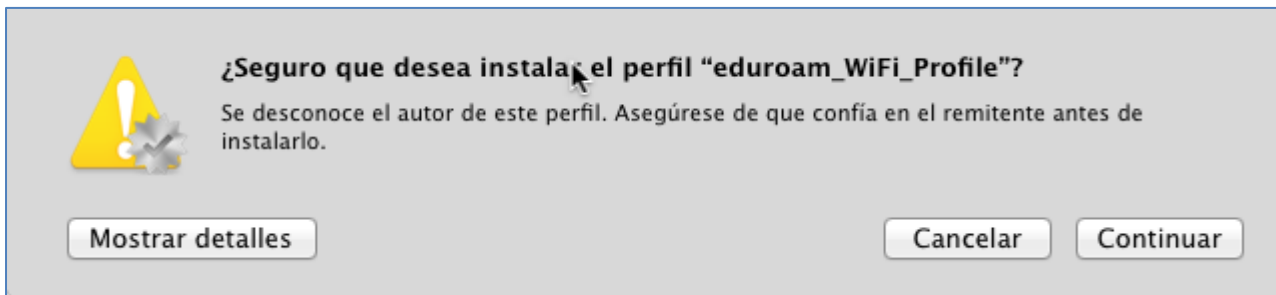 ¿Seguro que desea instalar el perfil “eduroam_WiFi_Profile”?
Se desconoce el autor de este perfil. Asegúrese de que confía en el remitente antes de
instalarlo.
Mostrar detalles
Cancelar
Continuar